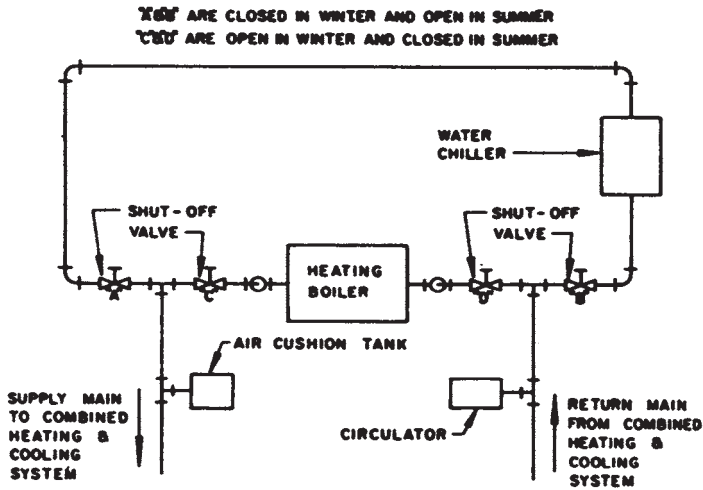 "A&B" ARE CLOSED IN WINTER AND OPEN IN SUMMER
"C&D" ARE OPEN IN WINTER AND CLOSED IN SUMMER
WATER
CHILLER
SHUT-OFF
VALVE
SHUT-OFF
VALVE
HEATING
BOILER
A
C
D
B
AIR CUSHION TANK
SUPPLY MAIN
TO COMBINED
HEATING &
COOLING
SYSTEM
CIRCULATOR
RETURN MAIN
FROM COMBINED
HEATING &
COOLING
SYSTEM